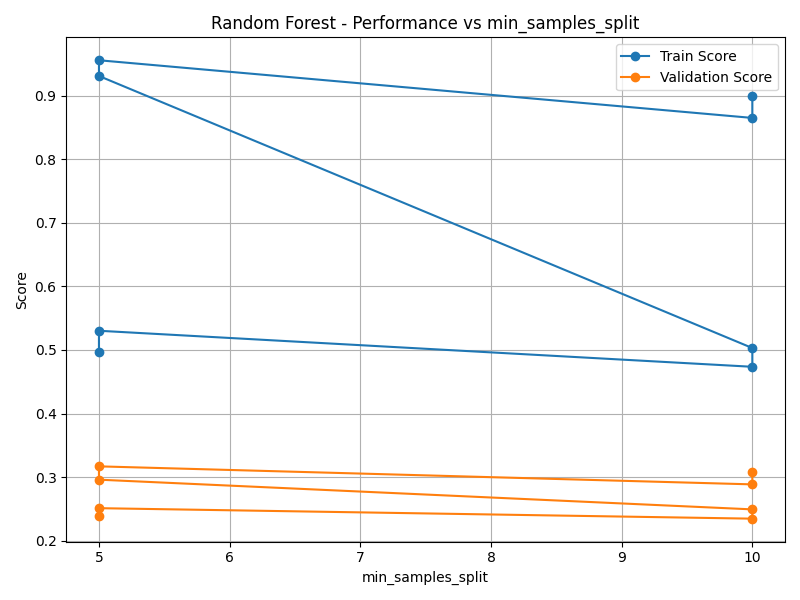 Random Forest - Performance vs min_samples_split
Train Score
Validation Score
0.9
0.8
0.7
0.6
0.5
0.4
0.3
0.2
Score
5 6 7 8 9 10
min_samples_split